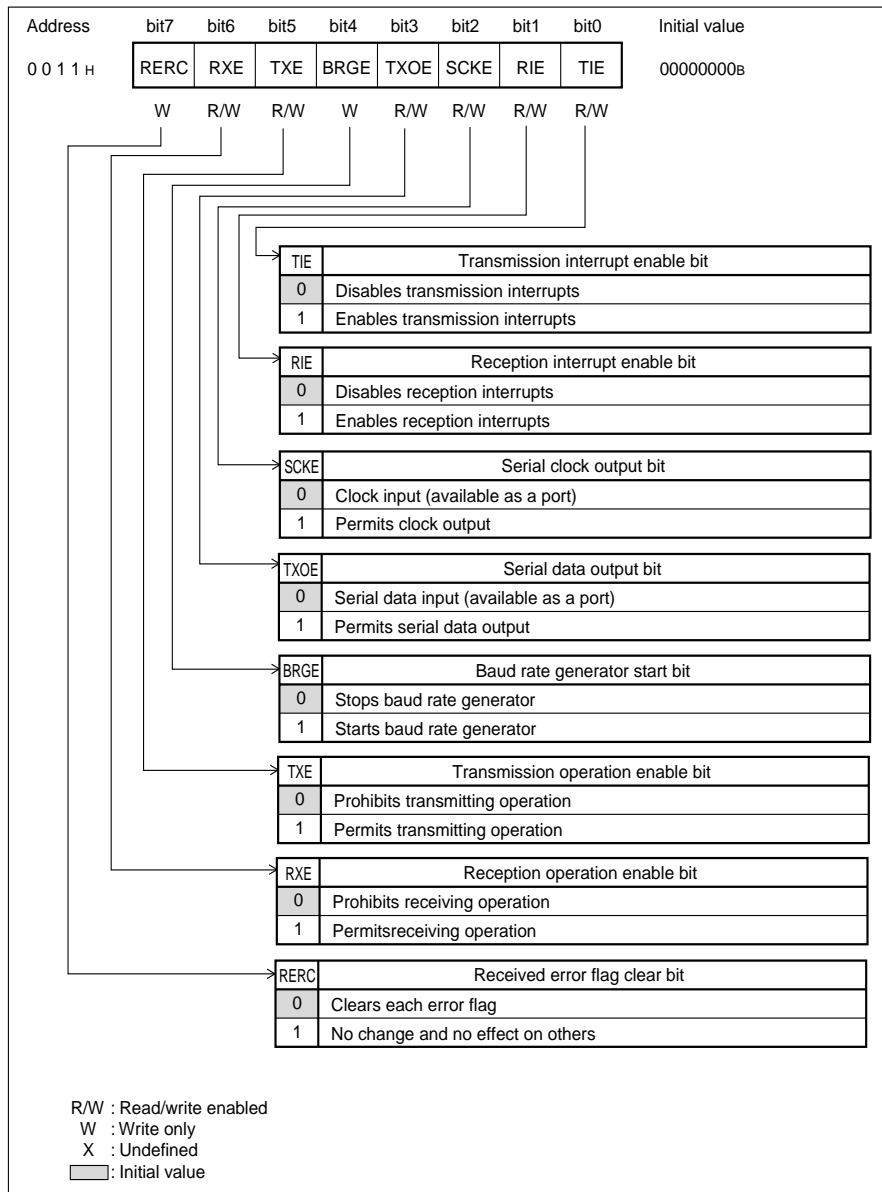 Address bit7 bit6 bit5 bit4 bit3 bit2 bit1 bit0 Initial value
0 0 1 1 H RERC RXE TXE BRGE TXOE SCKE RIE TIE 00000000B
W R/W R/W W R/W R/W R/W R/W
TIE Transmission interrupt enable bit
0 Disables transmission interrupts
1 Enables transmission interrupts
RIE Reception interrupt enable bit
0 Disables reception interrupts
1 Enables reception interrupts
SCKE Serial clock output bit
0 Clock input (available as a port)
1 Permits clock output
TXOE Serial data output bit
0 Serial data input (available as a port)
1 Permits serial data output
BRGE Baud rate generator start bit
0 Stops baud rate generator
1 Starts baud rate generator
TXE Transmission operation enable bit
0 Prohibits transmitting operation
1 Permits transmitting operation
RXE Reception operation enable bit
0 Prohibits receiving operation
1 Permitsreceiving operation
RERC Received error flag clear bit
0 Clears each error flag
1 No change and no effect on others
R/W : Read/write enabled
W : Write only
X : Undefined
: Initial value